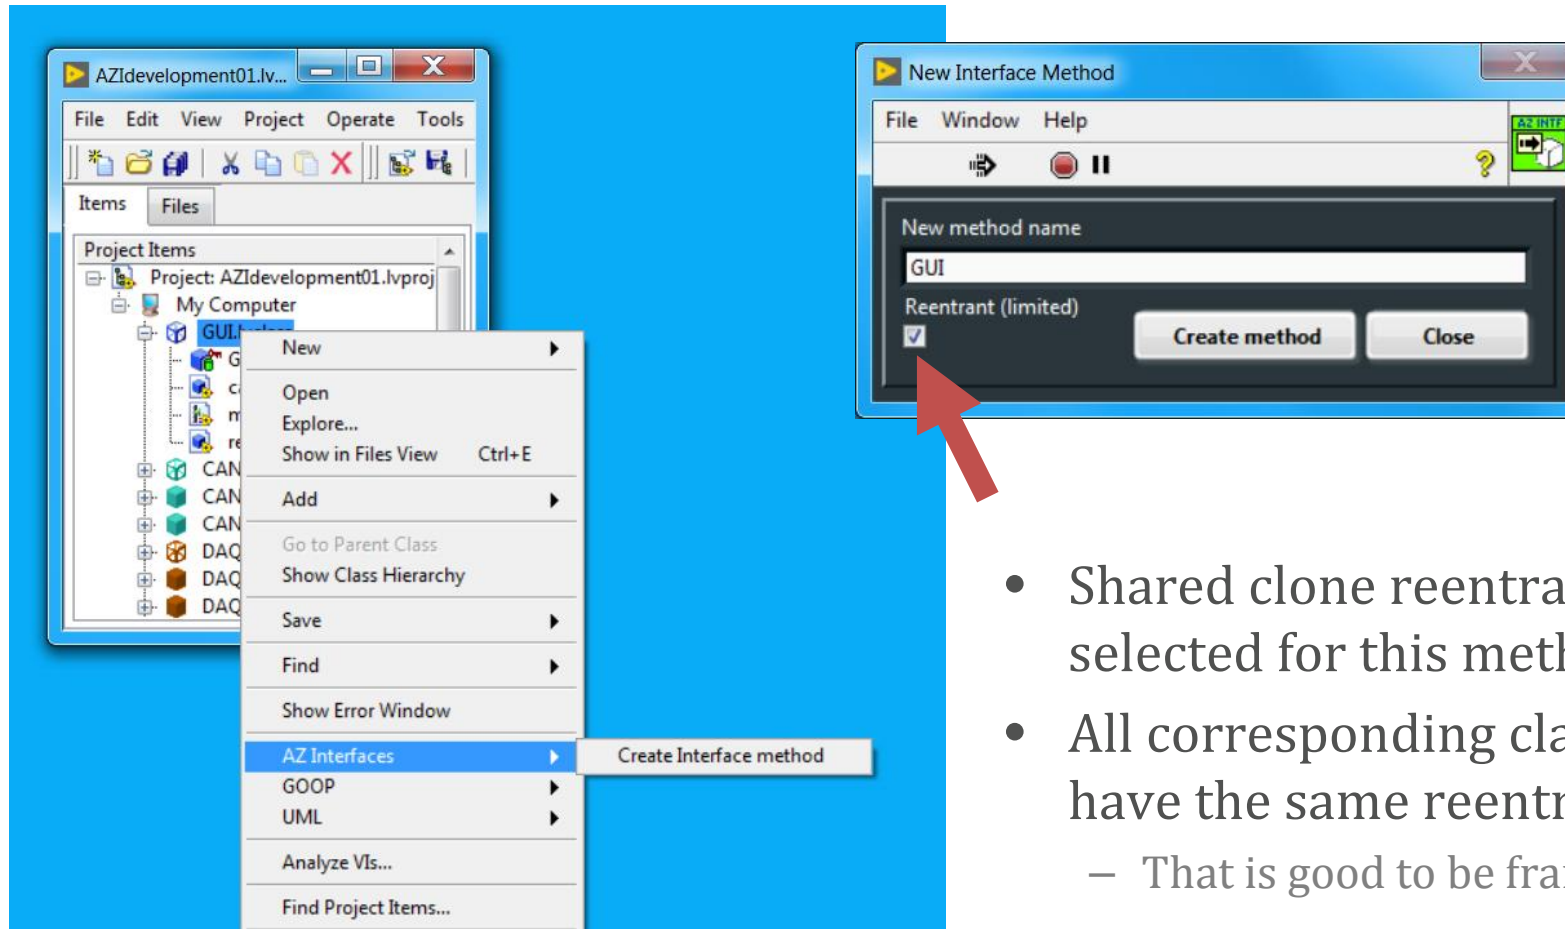 AZIdevelopment01.lv...
File Edit View Project Operate Tools
Items Files
Project Items
Project: AZIdevelopment01.lvproj
My Computer
GUI.lvclass
G
ca
m
re
CAN
CAN
CAN
DAQ
DAQ
DAQ
New
Open
Explore...
Show in Files View Ctrl+E
Add
Go to Parent Class
Show Class Hierarchy
Save
Find
Show Error Window
AZ Interfaces
GOOP
UML
Analyze VIs...
Find Project Items...
Create Interface method
New Interface Method
File Window Help
AZ INTF
New method name
GUI
Reentrant (limited)
Create method Close
• Shared clone reentra
selected for this meth
• All corresponding cla
have the same reentr
– That is good to be fra